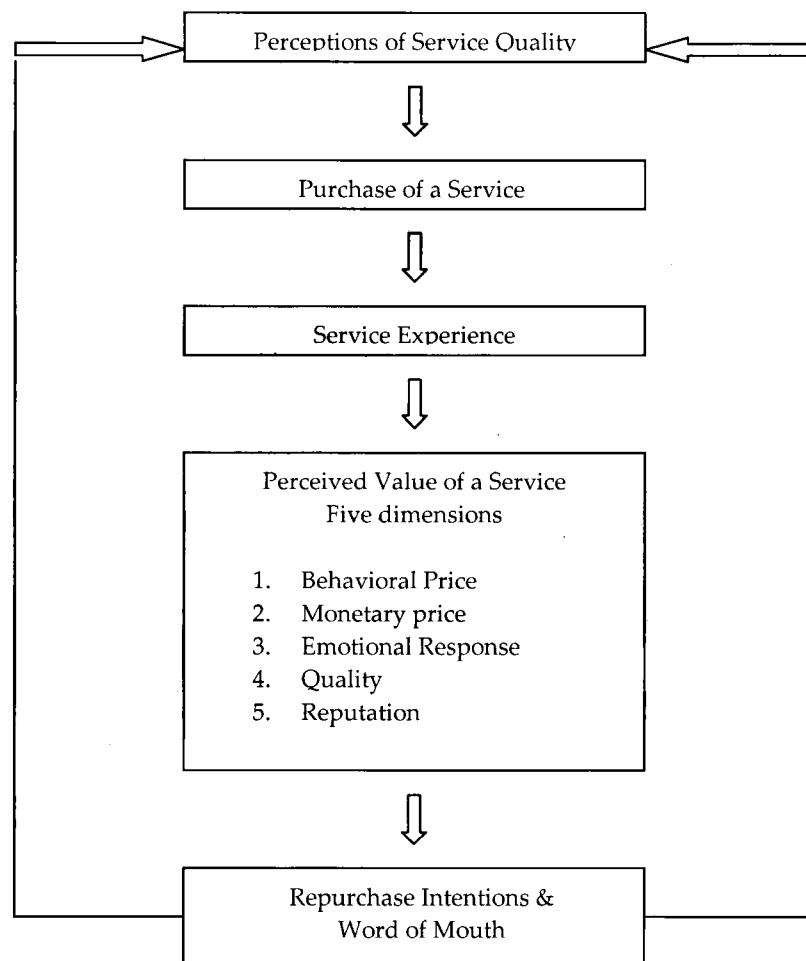 Perceptions of Service Quality
Purchase of a Service
Service Experience
Perceived Value of a Service
Five dimensions
1. Behavioral Price
2. Monetary price
3. Emotional Response
4. Quality
5. Reputation
Repurchase Intentions &
Word of Mouth